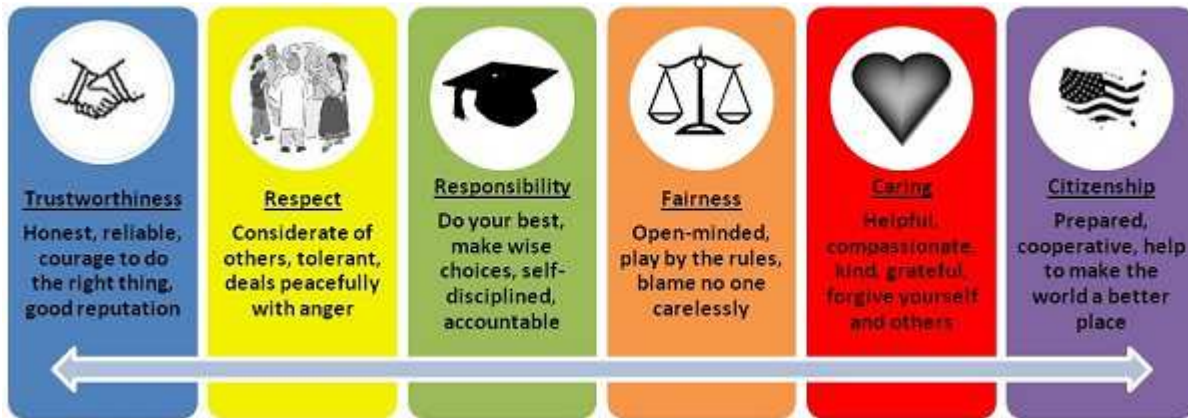 Trustworthiness
Honest, reliable,
courage to do
the right thing,
good reputation
Respect
Considerate of
others, tolerant,
deals peacefully
with anger
Responsibility
Do your best,
make wise
choices, self-
disciplined,
accountable
Fairness
Open-minded,
play by the rules,
blame no one
carelessly
Caring
Helpful,
compassionate,
kind, grateful,
forgive yourself
and others
Citizenship
Prepared,
cooperative, help
to make the
world a better
place